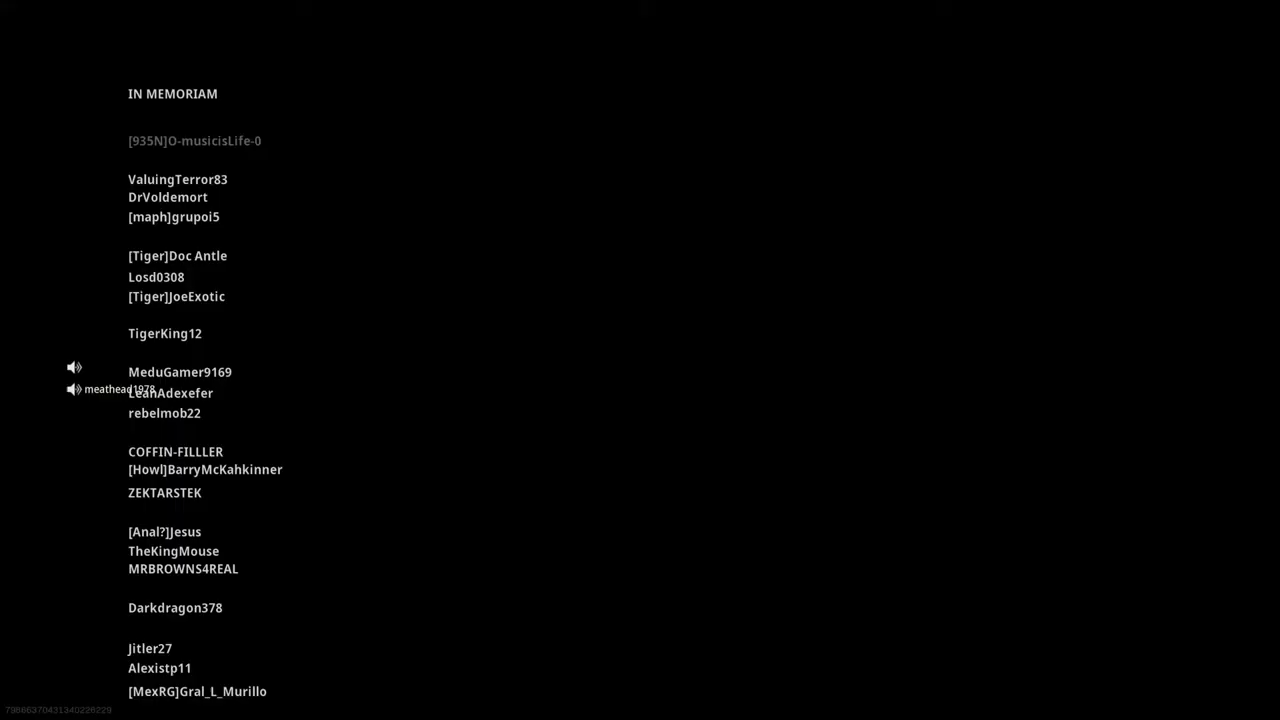 IN MEMORIAM
[935N]O-musicisLife-0
ValuingTerror83
DrVoldemort
[maph]grupoi5
[Tiger]Doc Antle
Losd0308
[Tiger]JoeExotic
TigerKing12
MeduGamer9169
meathead1978
LeanAdexefer
rebelmob22
COFFIN-FILLLER
[Howl]BarryMcKahkinner
ZEKTARSTEK
[Anal?]Jesus
TheKingMouse
MRBROWNS4REAL
Darkdragon378
Jitler27
Alexistp11
[MexRG]Gral_L_Murillo